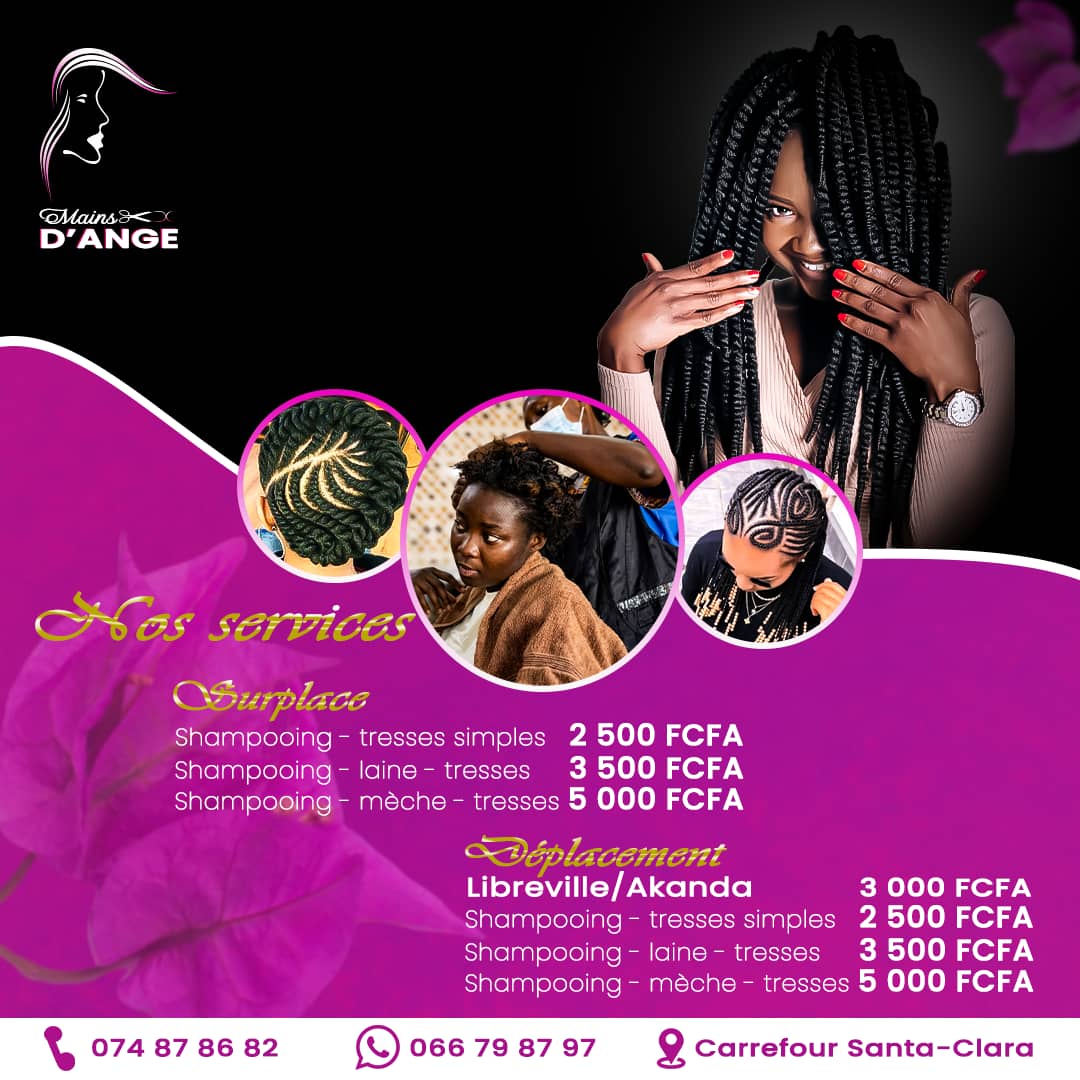 Mains
D'ANGE
Nos services
Surplace
Shampooing - tresses simples 2 500 FCFA
Shampooing - laine - tresses 3 500 FCFA
Shampooing - mèche - tresses 5 000 FCFA
Déplacement
Libreville/Akanda 3 000 FCFA
Shampooing - tresses simples 2 500 FCFA
Shampooing - laine - tresses 3 500 FCFA
Shampooing - mèche - tresses 5 000 FCFA
074 87 86 82 066 79 87 97 Carrefour Santa-Clara